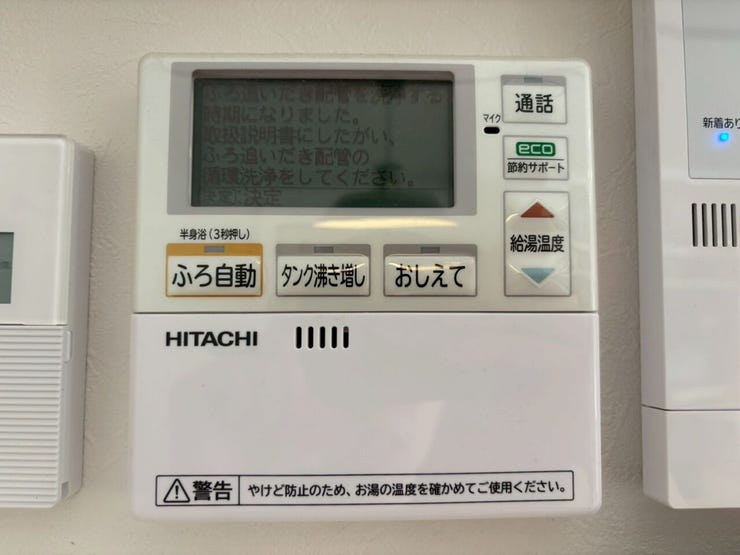 ふろ追いだき配管を洗浄する
時期になりました。
取扱説明書にしたがい、
ふろ追いだき配管の
循環洗浄をしてください。
決定:決定
通話
マイク
eco
節約サポート
給湯温度
半身浴(3秒押し)
ふろ自動
タンク沸き増し
おしえて
HITACHI
警告
やけど防止のため、お湯の温度を確かめてご使用ください。
新着あり